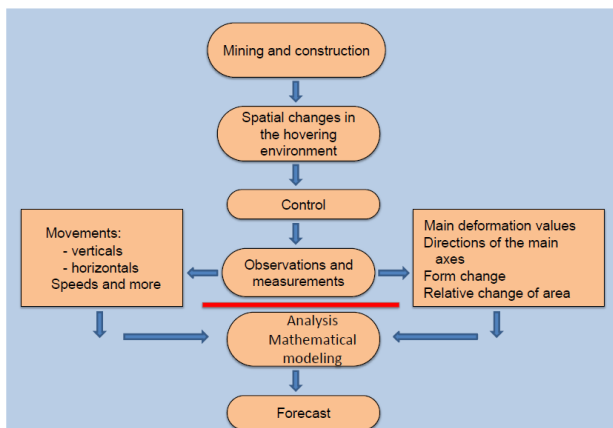 Mining and construction
Spatial changes in
the hovering
environment
Control
Movements:
- verticals
- horizontals
Speeds and more
Observations and
measurements
Main deformation values
Directions of the main
axes
Form change
Relative change of area
Analysis
Mathematical
modeling
Forecast